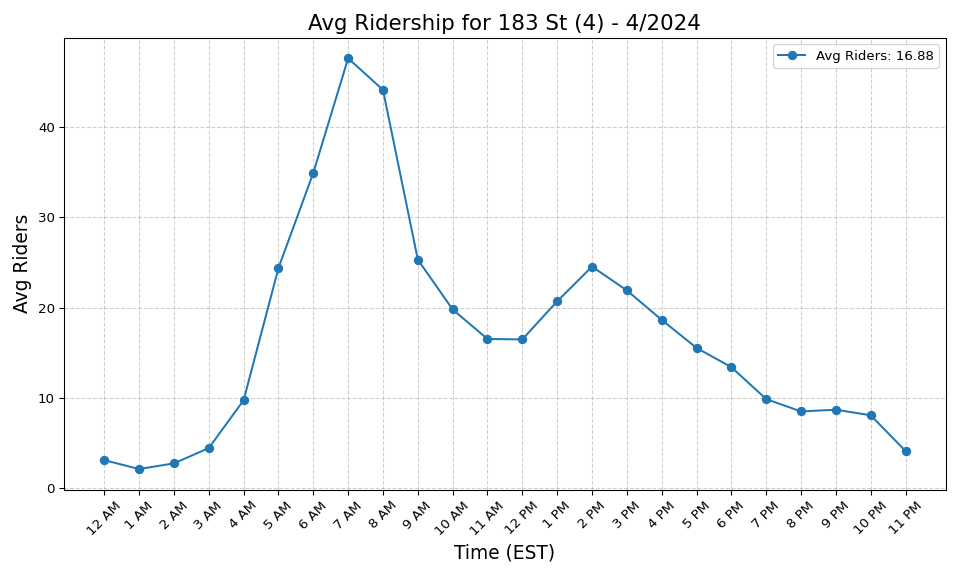 Avg Ridership for 183 St (4) - 4/2024
Avg Riders: 16.88
Avg Riders
40
30
20
10
0
12 AM
1 AM
2 AM
3 AM
4 AM
5 AM
6 AM
7 AM
8 AM
9 AM
10 AM
11 AM
12 PM
1 PM
2 PM
3 PM
4 PM
5 PM
6 PM
7 PM
8 PM
9 PM
10 PM
11 PM
Time (EST)